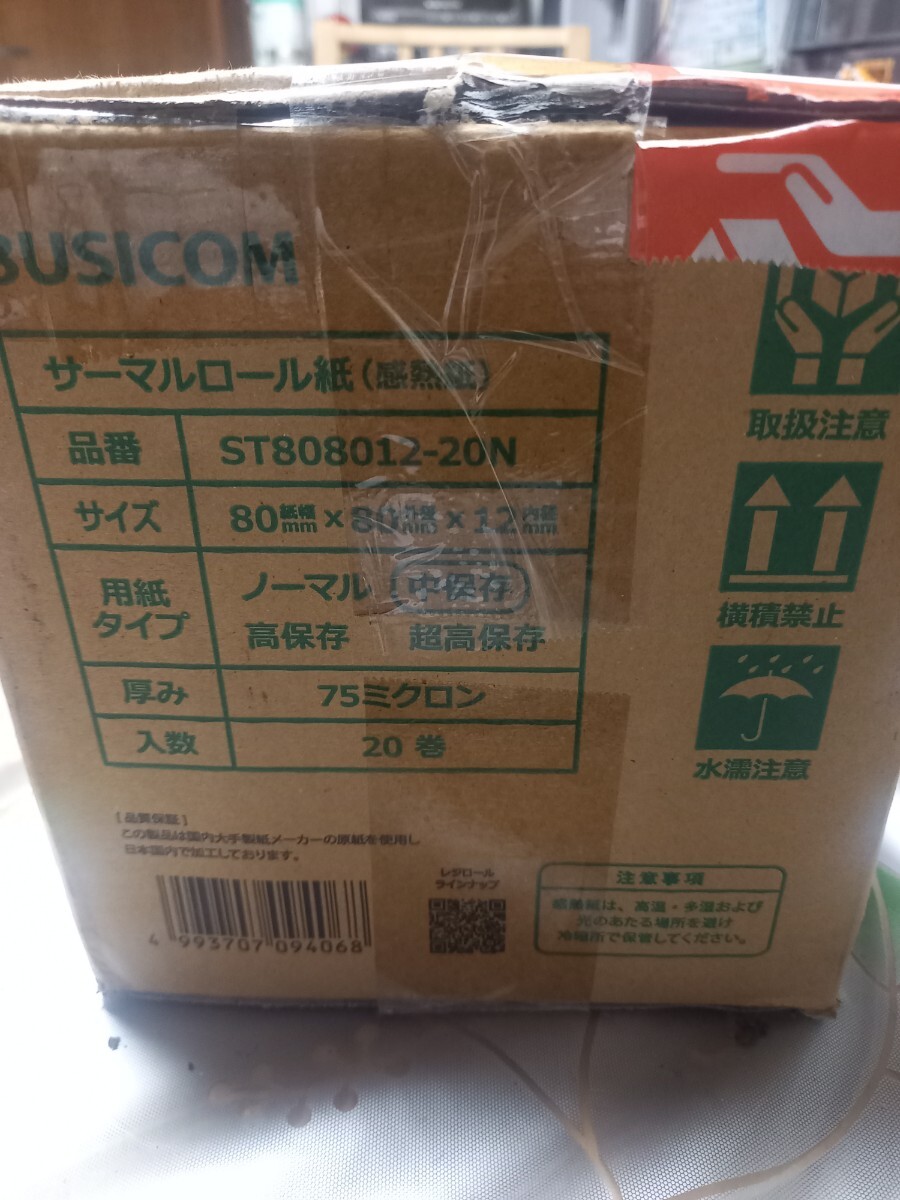 BUSICOM
サーマルロール紙(感熱紙)
品番 ST808012-20N
サイズ 80紙幅mm×80外径mm×12内径mm
用紙タイプ ノーマル 中保存
高保存 超高保存
厚み 75ミクロン
入数 20巻
[品質保証]
この製品は国内大手製紙メーカーの原紙を使用し
日本国内で加工しております。
4 993707 094068
レジロール
ラインナップ
注意事項
感熱紙は、高温・多湿および
光のあたる場所を避け
冷暗所で保管してください。
取扱注意
横積禁止
水濡注意